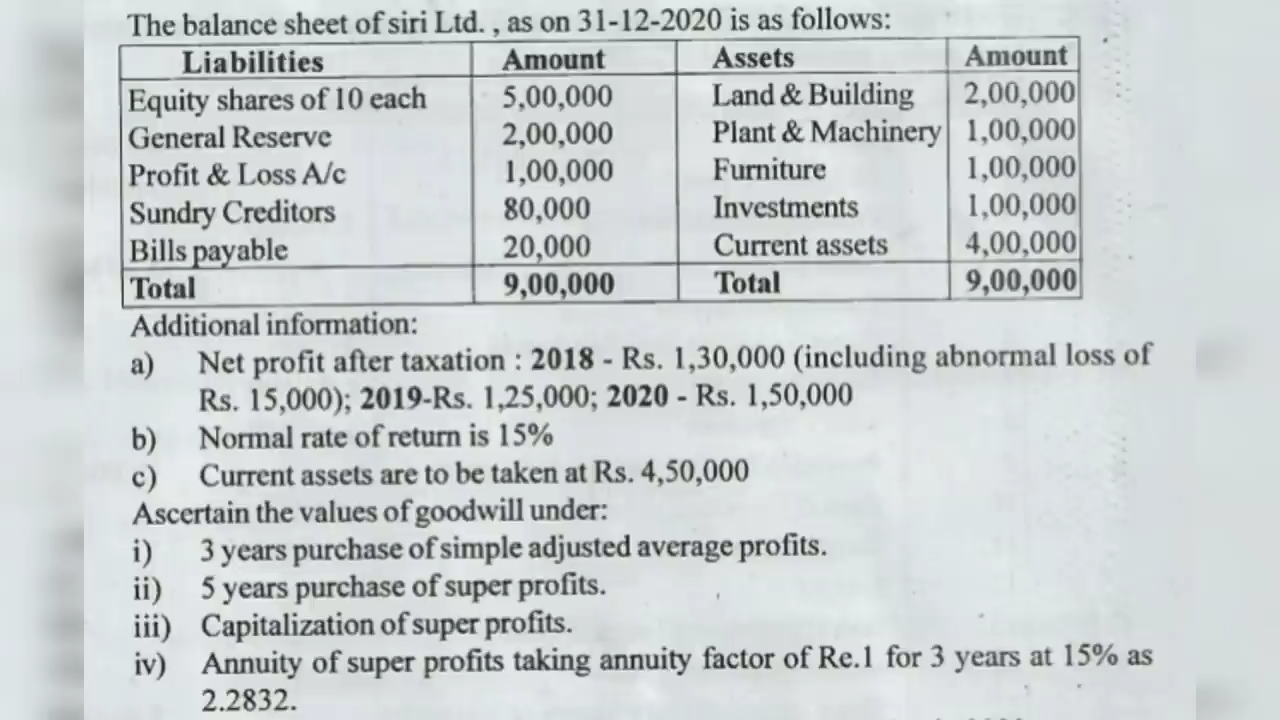 The balance sheet of siri Ltd. , as on 31-12-2020 is as follows:
Liabilities Amount Assets Amount
Equity shares of 10 each 5,00,000 Land & Building 2,00,000
General Reserve 2,00,000 Plant & Machinery 1,00,000
Profit & Loss A/c 1,00,000 Furniture 1,00,000
Sundry Creditors 80,000 Investments 1,00,000
Bills payable 20,000 Current assets 4,00,000
Total 9,00,000 Total 9,00,000
Additional information:
a) Net profit after taxation : 2018 - Rs. 1,30,000 (including abnormal loss of
Rs. 15,000); 2019-Rs. 1,25,000; 2020 - Rs. 1,50,000
b) Normal rate of return is 15%
c) Current assets are to be taken at Rs. 4,50,000
Ascertain the values of goodwill under:
i) 3 years purchase of simple adjusted average profits.
ii) 5 years purchase of super profits.
iii) Capitalization of super profits.
iv) Annuity of super profits taking annuity factor of Re.1 for 3 years at 15% as
2.2832.